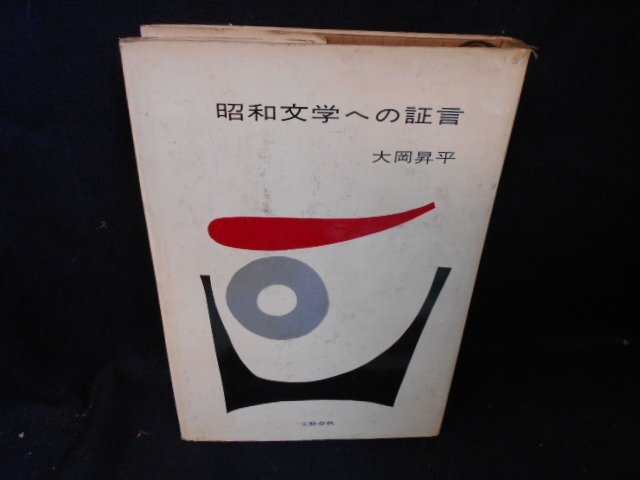 昭和文学への証言
大岡昇平
文藝春秋